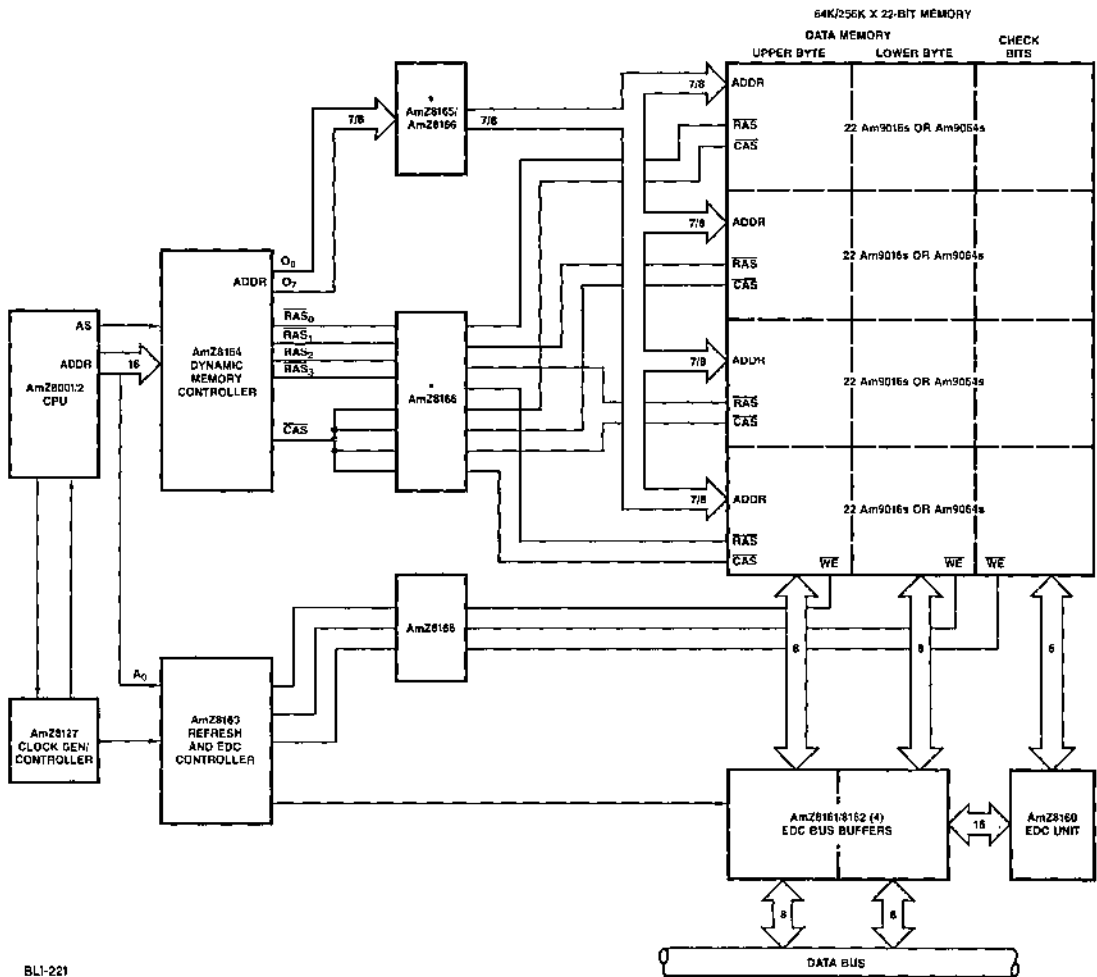 64K/256K X 22-BIT MEMORY
DATA MEMORY
UPPER BYTE
LOWER BYTE
CHECK BITS
ADDR
RAS
CAS
22 Am9016s OR Am9064s
7/8
ADDR
RAS
CAS
22 Am9016s OR Am9064s
7/8
ADDR
RAS
CAS
22 Am9016s OR Am9064s
7/8
ADDR
RAS
CAS
22 Am9016s OR Am9064s
7/8
WE
WE
WE
7/8
*
AmZ8165/
AmZ8166
7/8
AS
ADDR
16
AmZ8001/2
CPU
ADDR
O₀
O₇
RAS₀
RAS₁
RAS₂
RAS₃
CAS
AmZ8164
DYNAMIC
MEMORY
CONTROLLER
*
AmZ8166
AmZ8166
A₀
AmZ8127
CLOCK GEN/
CONTROLLER
AmZ8163
REFRESH
AND EDC
CONTROLLER
8
8
6
AmZ8161/8162 (4)
EDC BUS BUFFERS
16
AmZ8160
EDC UNIT
8
8
DATA BUS
BLI-221